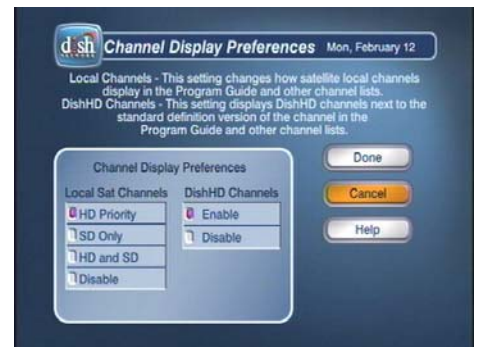 dish
NETWORK
Channel Display Preferences Mon, February 12
Local Channels - This setting changes how satellite local channels
display in the Program Guide and other channel lists.
DishHD Channels - This setting displays DishHD channels next to the
standard definition version of the channel in the
Program Guide and other channel lists.
Channel Display Preferences
Local Sat Channels
HD Priority
SD Only
HD and SD
Disable
DishHD Channels
Enable
Disable
Done
Cancel
Help